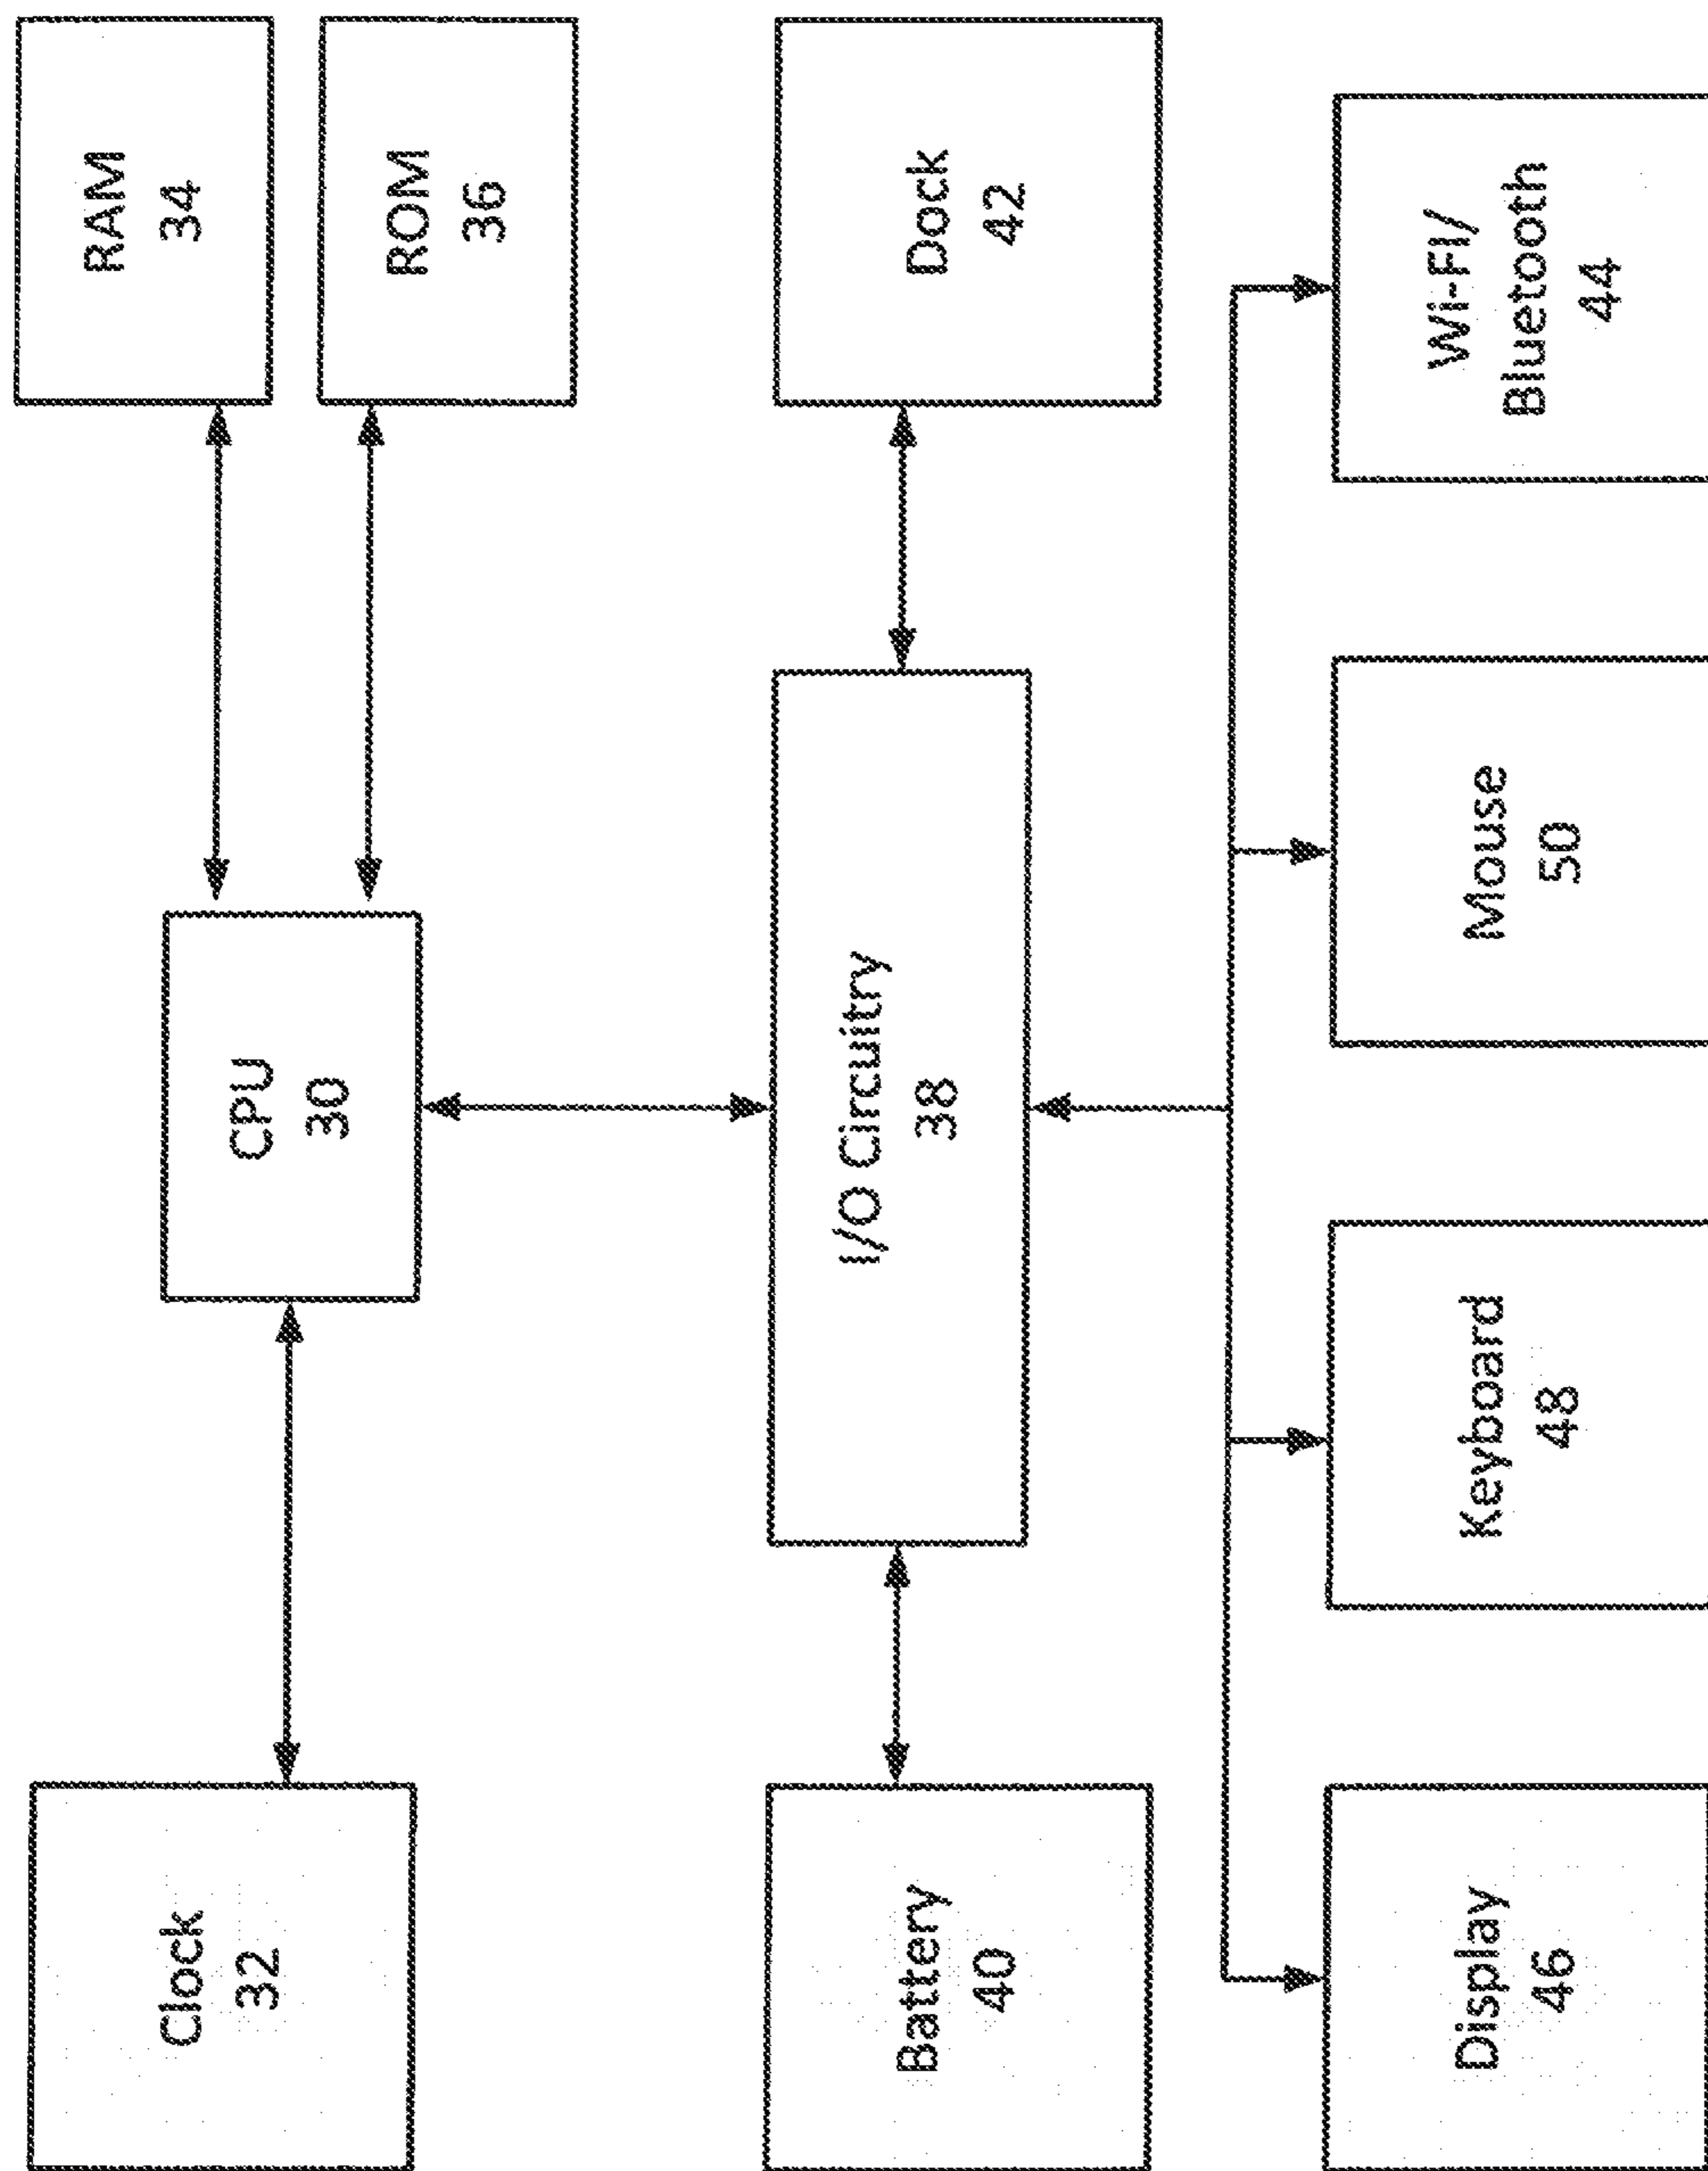 Clock
32
CPU
30
RAM
34
ROM
36
Battery
40
I/O Circuitry
38
Dock
42
Display
46
Keyboard
48
Mouse
50
Wi-FI/
Bluetooth
44